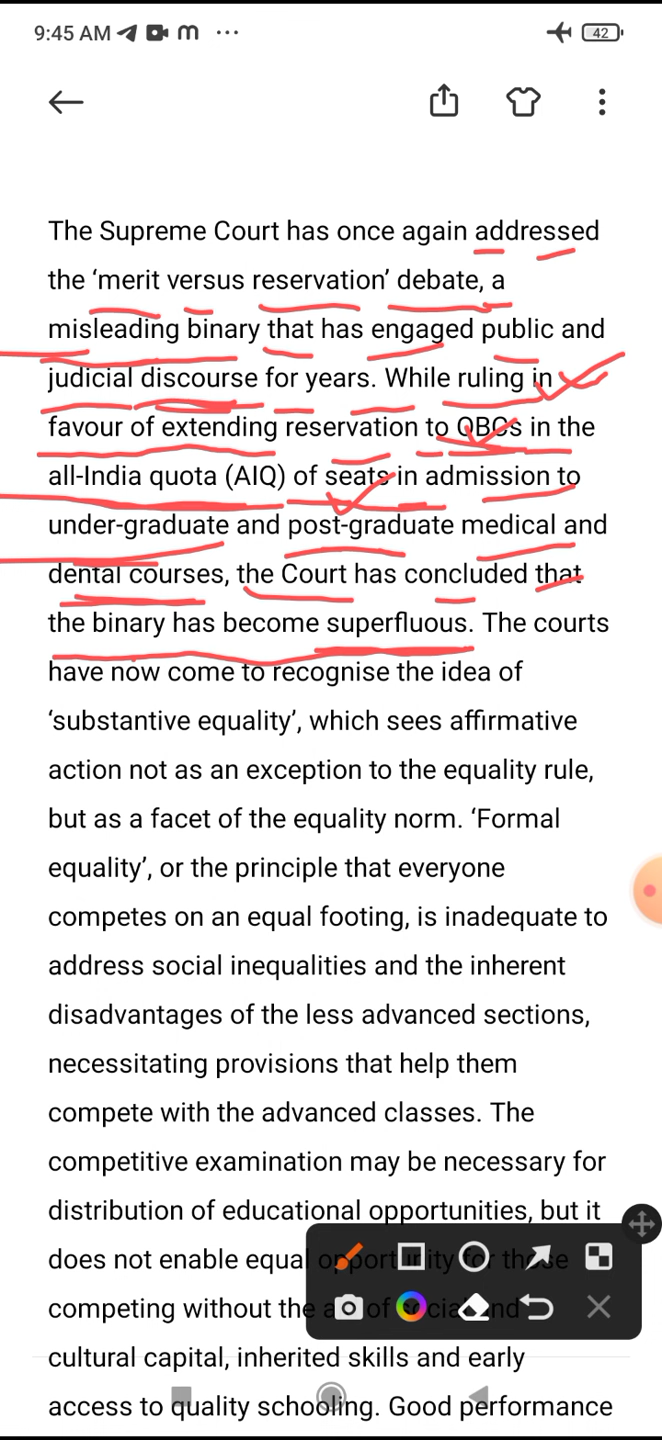 9:45 AM m ... 42
The Supreme Court has once again addressed
the ‘merit versus reservation’ debate, a
misleading binary that has engaged public and
judicial discourse for years. While ruling in
favour of extending reservation to OBCs in the
all-India quota (AIQ) of seats in admission to
under-graduate and post-graduate medical and
dental courses, the Court has concluded that
the binary has become superfluous. The courts
have now come to recognise the idea of
‘substantive equality’, which sees affirmative
action not as an exception to the equality rule,
but as a facet of the equality norm. ‘Formal
equality’, or the principle that everyone
competes on an equal footing, is inadequate to
address social inequalities and the inherent
disadvantages of the less advanced sections,
necessitating provisions that help them
compete with the advanced classes. The
competitive examination may be necessary for
distribution of educational opportunities, but it
does not enable equal opportunity for those
competing without the aid of social and
cultural capital, inherited skills and early
access to quality schooling. Good performance